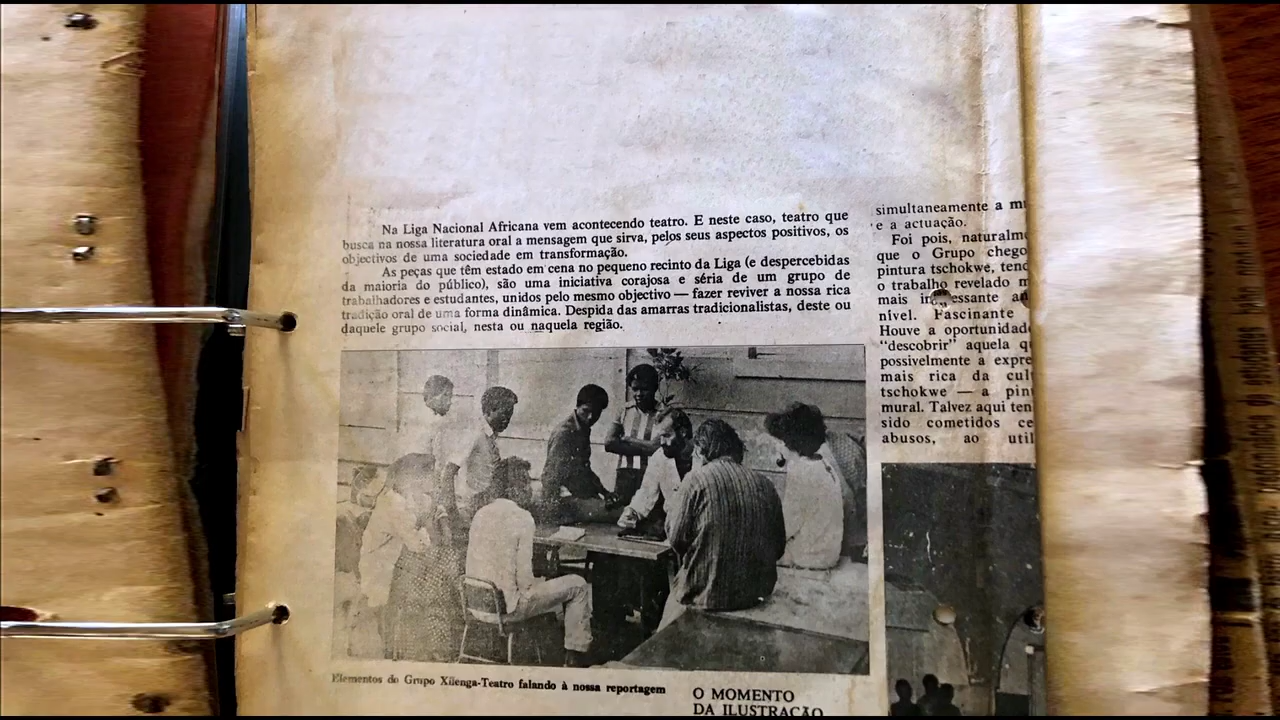 Na Liga Nacional Africana vem acontecendo teatro. E neste caso, teatro que
busca na nossa literatura oral a mensagem que sirva, pelos seus aspectos positivos, os
objectivos de uma sociedade em transformação.
As peças que têm estado em cena no pequeno recinto da Liga (e despercebidas
da maioria do público), são uma iniciativa corajosa e séria de um grupo de
trabalhadores e estudantes, unidos pelo mesmo objectivo — fazer reviver a nossa rica
tradição oral de uma forma dinâmica. Despida das amarras tradicionalistas, deste ou
daquele grupo social, nesta ou naquela região.
Elementos do Grupo Xilenga-Teatro falando à nossa reportagem
O MOMENTO
DA ILUSTRAÇÃO
simultaneamente a
e a actuação.
Foi pois, naturalm
que o Grupo chego
pintura tschokwe, tend
o trabalho revelado
mais
nível. Fascinante
Houve a oportunidad
"descobrir" aquela
possivelmente a expre
mais rica da cul
tschokwe — a pin
mural. Talvez aqui ten
sido cometidos ce
abusos, ao util